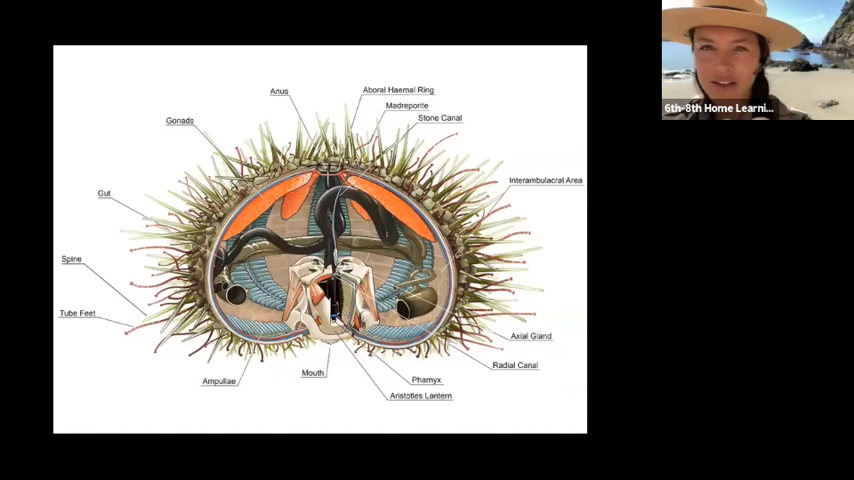 6th-8th Home Learni...
Anus
Aboral Haemal Ring
Madreporite
Stone Canal
Gonads
Interambulacral Area
Gut
Spine
Tube Feet
Axial Gland
Radial Canal
Mouth
Ampullae
Pharnyx
Aristotles Lantern